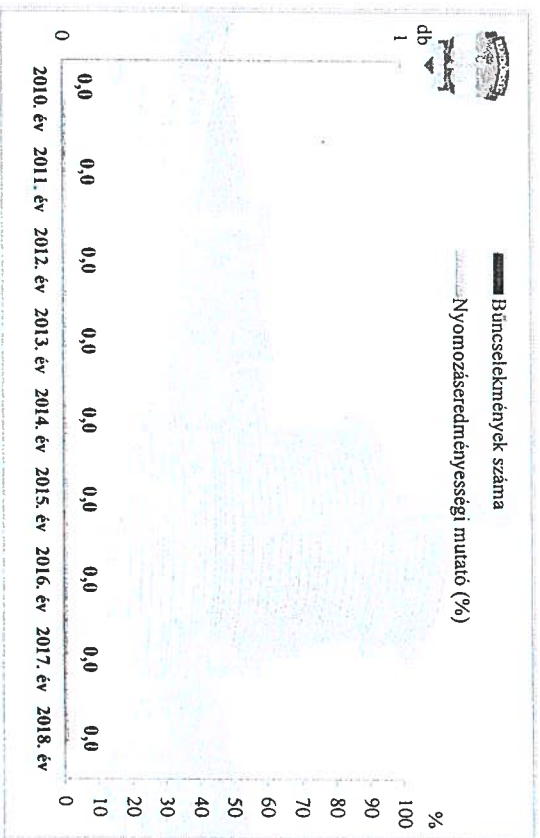 Bűncselekmények száma
Nyomozáseredményességi mutató (%)
db
%
1
0
100
90
80
70
60
50
40
30
20
10
0
0,0 0,0 0,0 0,0 0,0 0,0 0,0 0,0 0,0
2010. év 2011. év 2012. év 2013. év 2014. év 2015. év 2016. év 2017. év 2018. év